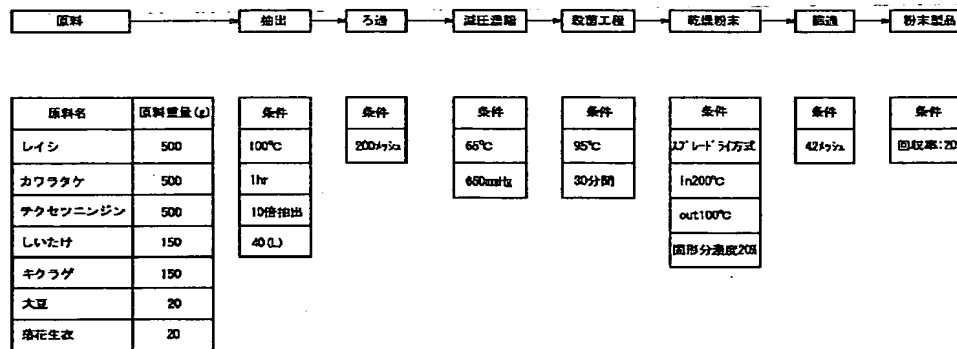 原料
抽出
ろ過
減圧濃縮
殺菌工程
乾燥粉末
篩過
粉末製品
原料名 原料重量(g)
レイシ 500
カワラタケ 500
テクセツニンジン 500
しいたけ 150
キクラゲ 150
大豆 20
落花生衣 20
条件
100℃
1hr
10倍抽出
40(L)
条件
200メッシュ
条件
65℃
650mmHg
条件
95℃
30分間
条件
スプレードライ方式
in200℃
out100℃
固形分濃度20%
条件
42メッシュ
条件
回収率:20